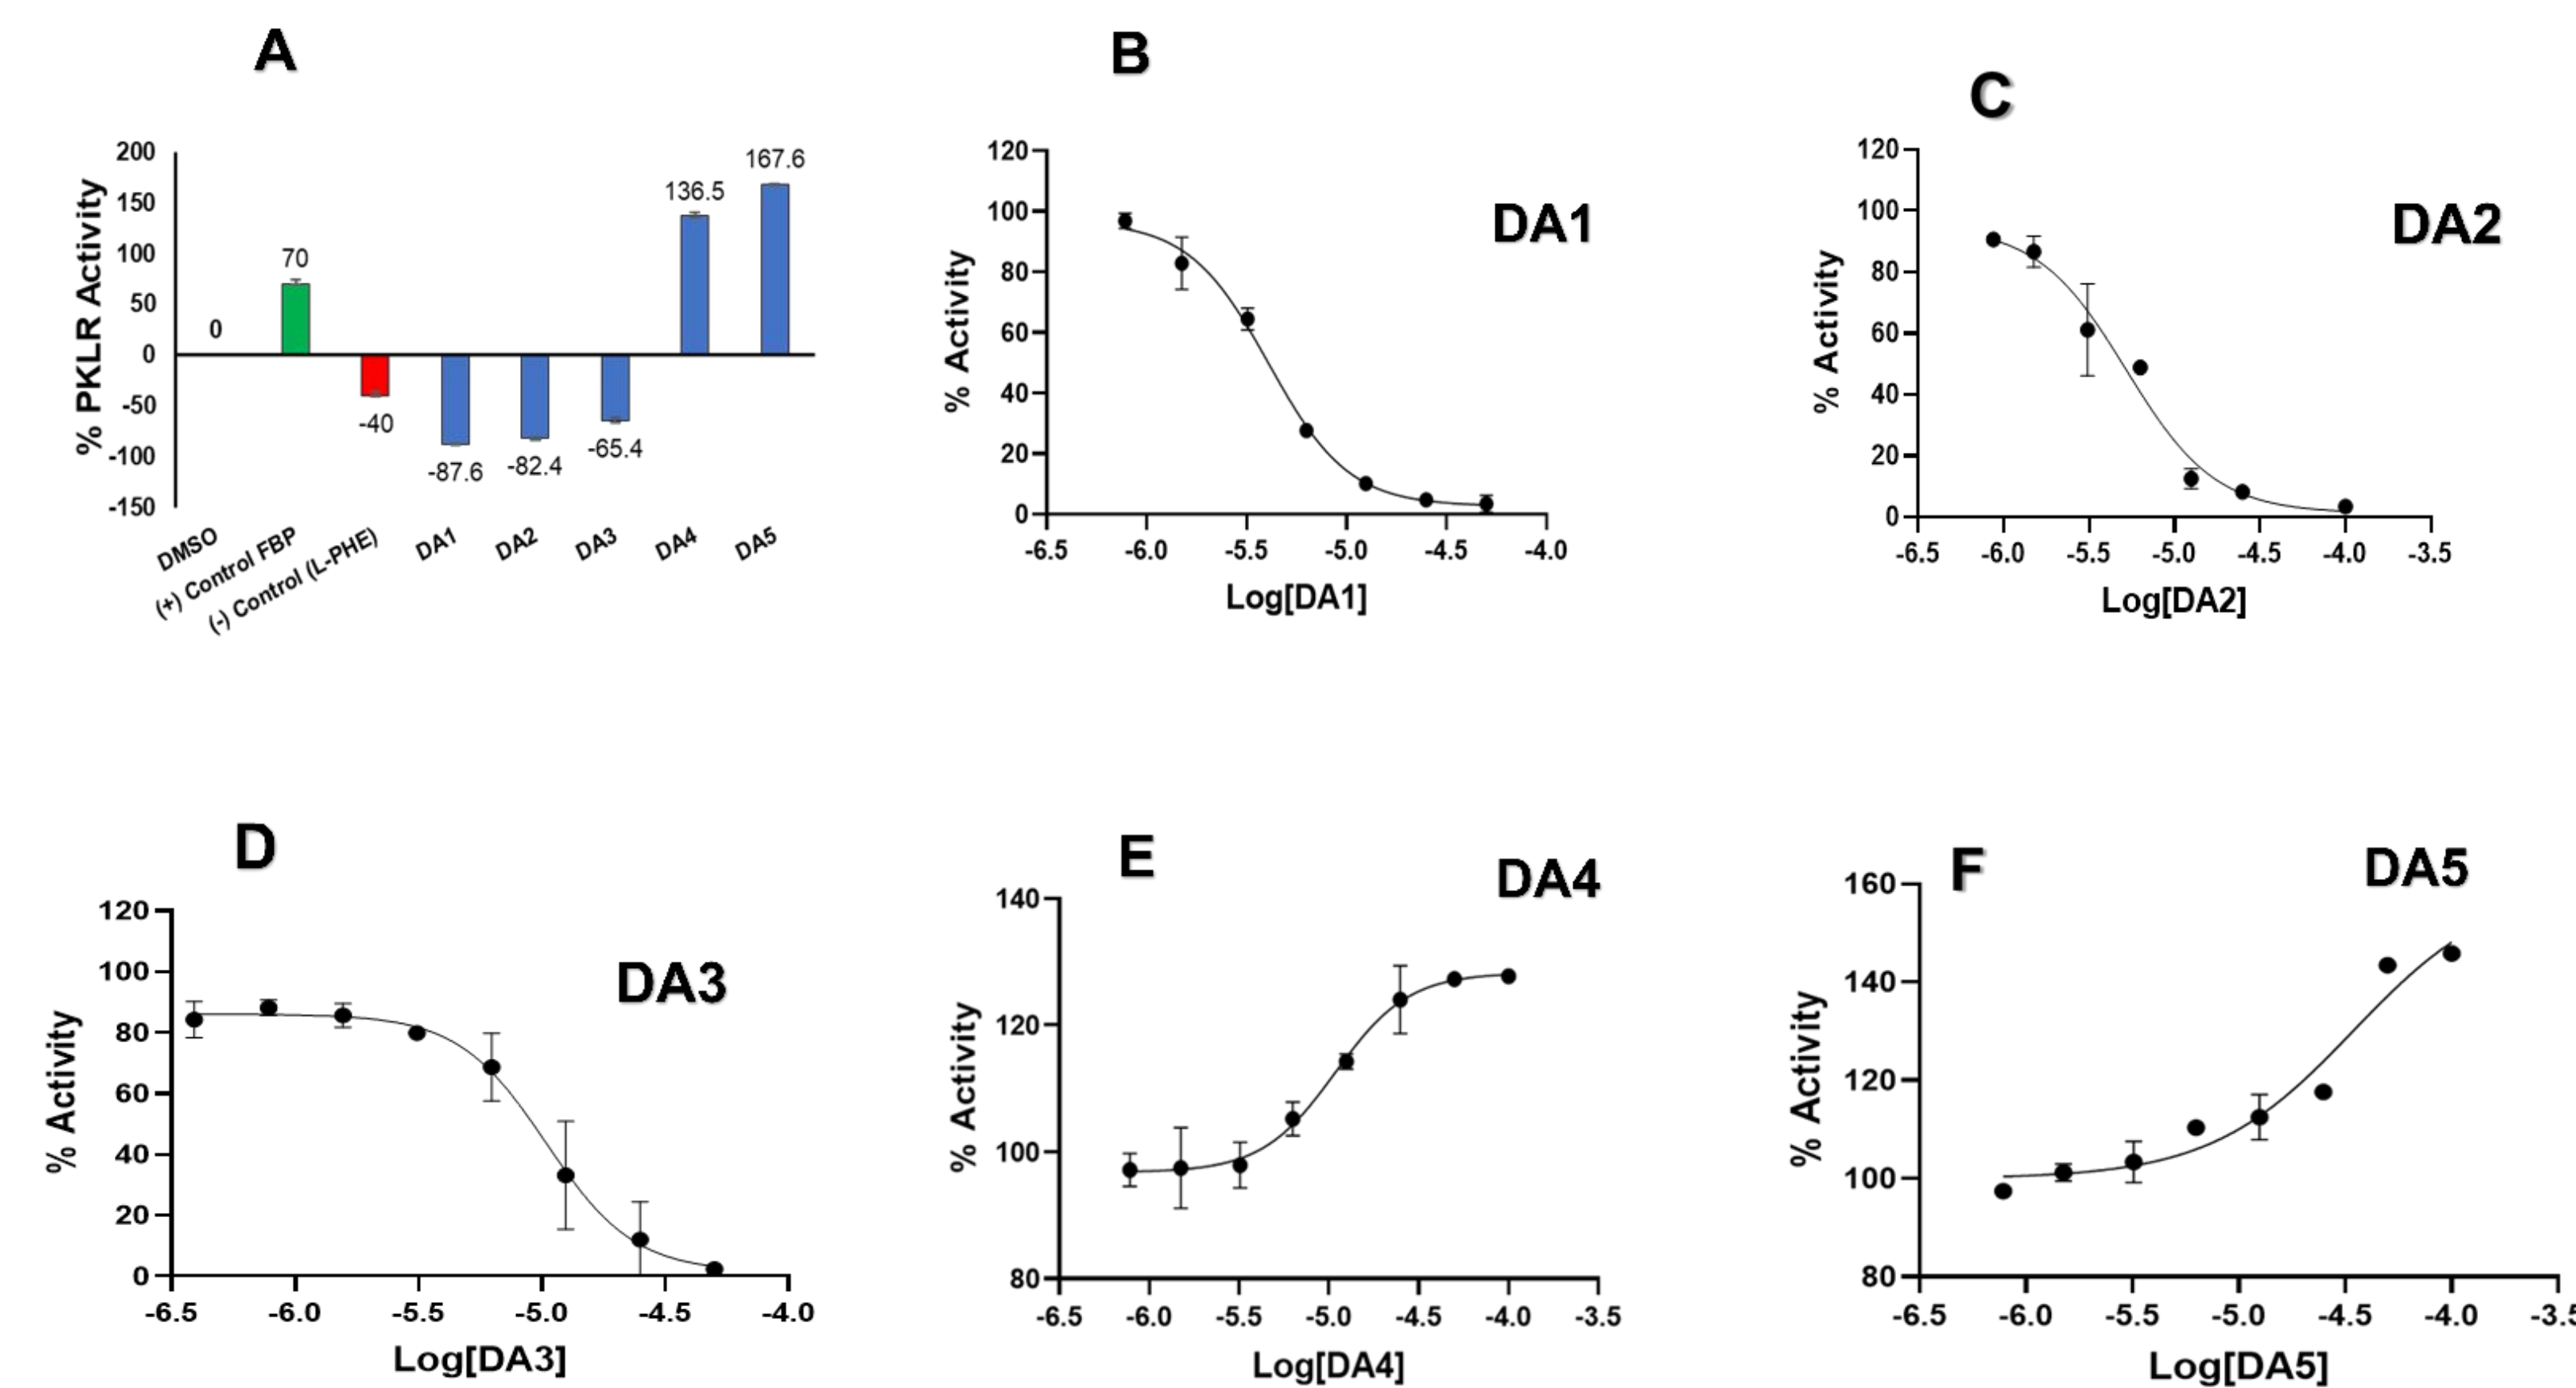 A
% PKLR Activity
200
150
100
50
0
-50
-100
-150
0
70
-40
-87.6
-82.4
-65.4
136.5
167.6
DMSO
(+) Control FBP
(-) Control (L-PHE)
DA1
DA2
DA3
DA4
DA5
B
DA1
% Activity
120
100
80
60
40
20
0
-6.5 -6.0 -5.5 -5.0 -4.5 -4.0
Log[DA1]
C
DA2
% Activity
120
100
80
60
40
20
0
-6.5 -6.0 -5.5 -5.0 -4.5 -4.0 -3.5
Log[DA2]
D
DA3
% Activity
120
100
80
60
40
20
0
-6.5 -6.0 -5.5 -5.0 -4.5 -4.0
Log[DA3]
E
DA4
% Activity
140
120
100
80
-6.5 -6.0 -5.5 -5.0 -4.5 -4.0 -3.5
Log[DA4]
F
DA5
% Activity
160
140
120
100
80
-6.5 -6.0 -5.5 -5.0 -4.5 -4.0 -3.5
Log[DA5]